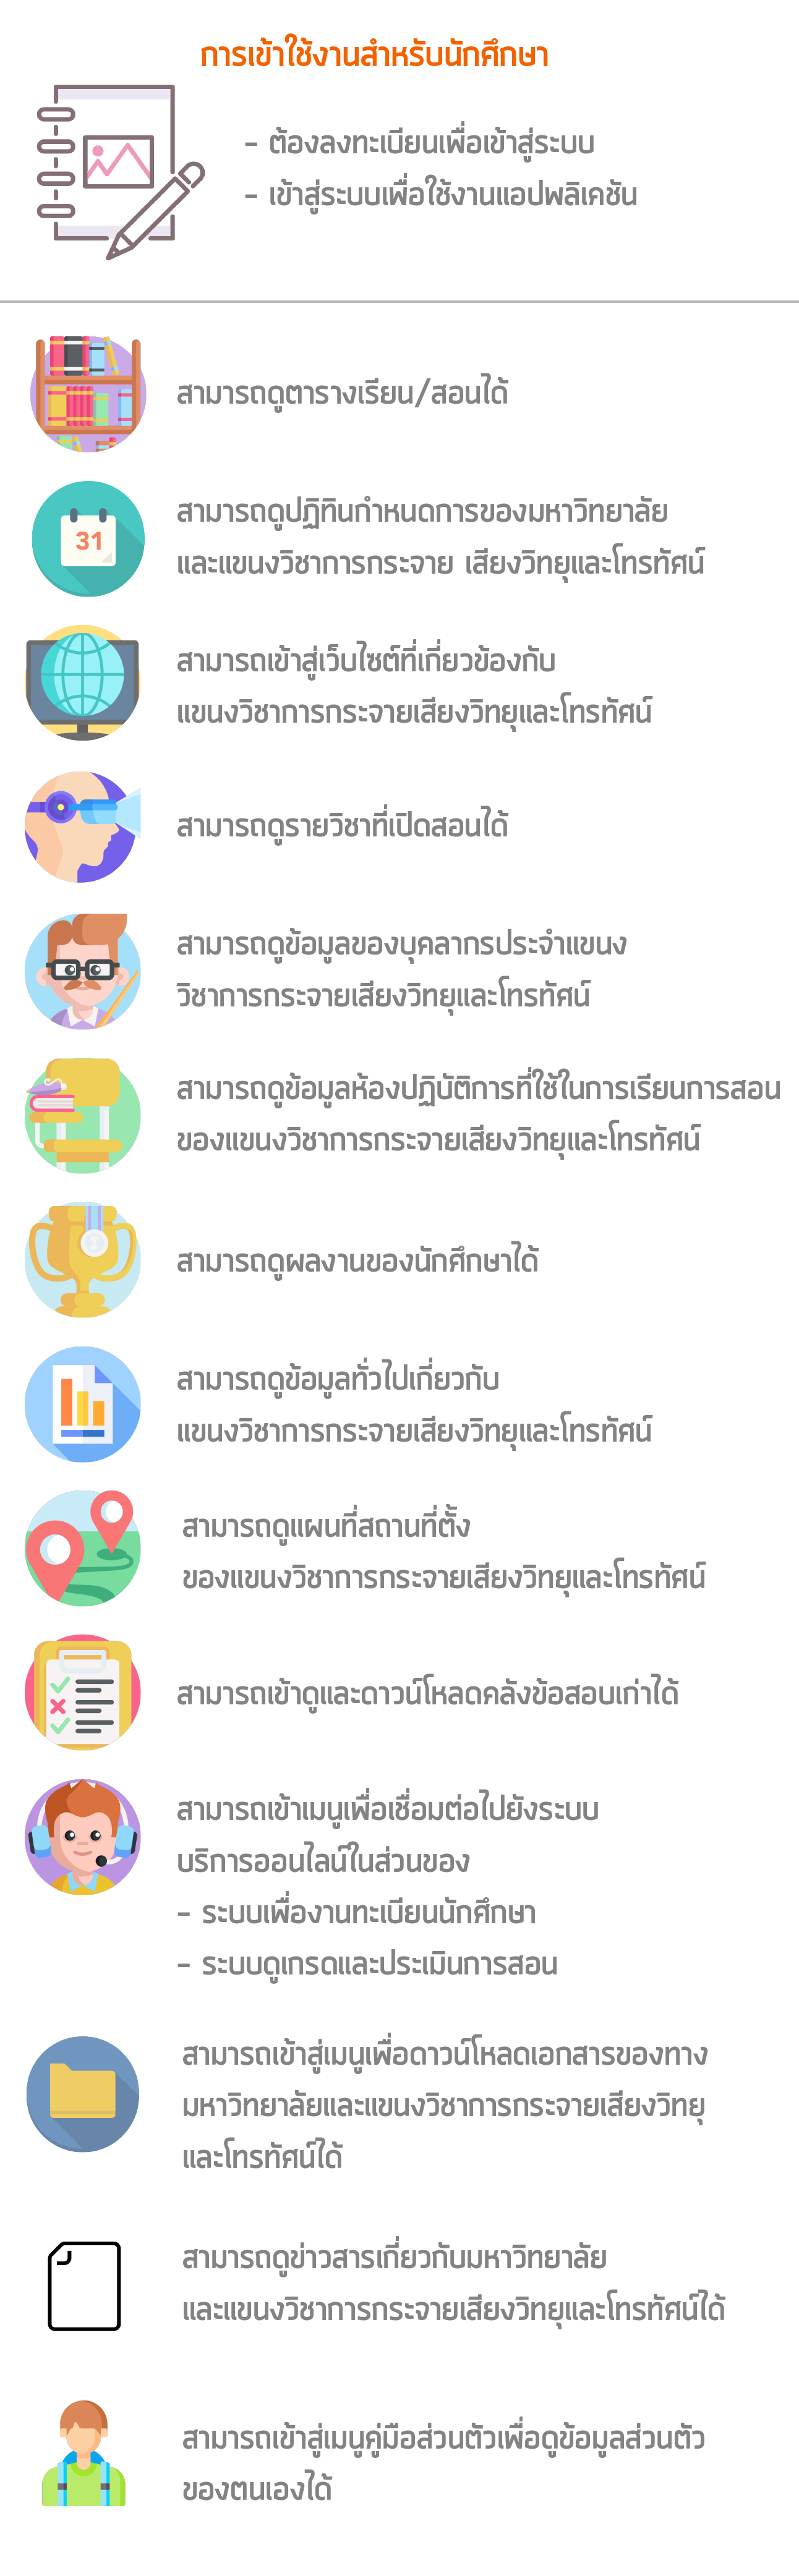 การเข้าใช้งานสำหรับนักศึกษา
- ต้องลงทะเบียนเพื่อเข้าสู่ระบบ
- เข้าสู่ระบบเพื่อใช้งานแอปพลิเคชัน
สามารถดูตารางเรียน/สอนได้
31
สามารถดูปฏิทินกำหนดการของมหาวิทยาลัย
และแขนงวิชาการกระจาย เสียงวิทยุและโทรทัศน์
สามารถเข้าสู่เว็บไซต์ที่เกี่ยวข้องกับ
แขนงวิชาการกระจายเสียงวิทยุและโทรทัศน์
สามารถดูรายวิชาที่เปิดสอนได้
สามารถดูข้อมูลของบุคลากรประจำแขนง
วิชาการกระจายเสียงวิทยุและโทรทัศน์
สามารถดูข้อมูลห้องปฏิบัติการที่ใช้ในการเรียนการสอน
ของแขนงวิชาการกระจายเสียงวิทยุและโทรทัศน์
สามารถดูผลงานของนักศึกษาได้
สามารถดูข้อมูลทั่วไปเกี่ยวกับ
แขนงวิชาการกระจายเสียงวิทยุและโทรทัศน์
สามารถดูแผนที่สถานที่ตั้ง
ของแขนงวิชาการกระจายเสียงวิทยุและโทรทัศน์
สามารถเข้าดูและดาวน์โหลดคลังข้อสอบเก่าได้
สามารถเข้าเมนูเพื่อเชื่อมต่อไปยังระบบ
บริการออนไลน์ในส่วนของ
- ระบบเพื่องานทะเบียนนักศึกษา
- ระบบดูเกรดและประเมินการสอน
สามารถเข้าสู่เมนูเพื่อดาวน์โหลดเอกสารของทาง
มหาวิทยาลัยและแขนงวิชาการกระจายเสียงวิทยุ
และโทรทัศน์ได้
สามารถดูข่าวสารเกี่ยวกับมหาวิทยาลัย
และแขนงวิชาการกระจายเสียงวิทยุและโทรทัศน์ได้
สามารถเข้าสู่เมนูคู่มือส่วนตัวเพื่อดูข้อมูลส่วนตัว
ของตนเองได้